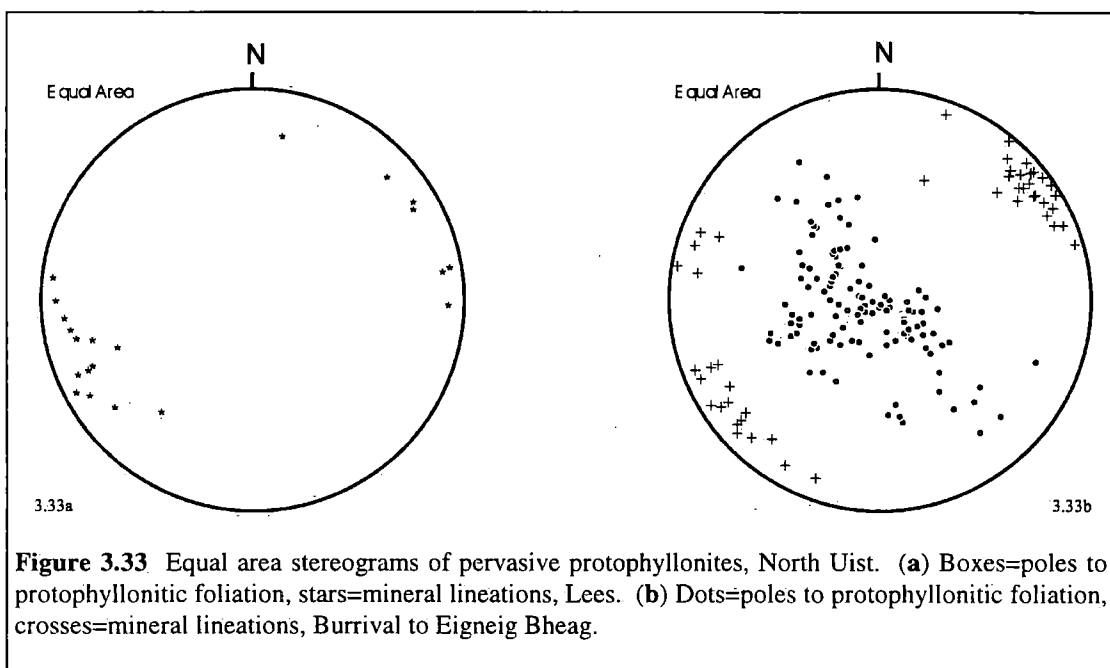 N
Equal Area
3.33a
N
Equal Area
3.33b
Figure 3.33 Equal area stereograms of pervasive protophyllonites, North Uist. (a) Boxes=poles to
protophyllonitic foliation, stars=mineral lineations, Lees. (b) Dots=poles to protophyllonitic foliation,
crosses=mineral lineations, Burrival to Eigneig Bheag.